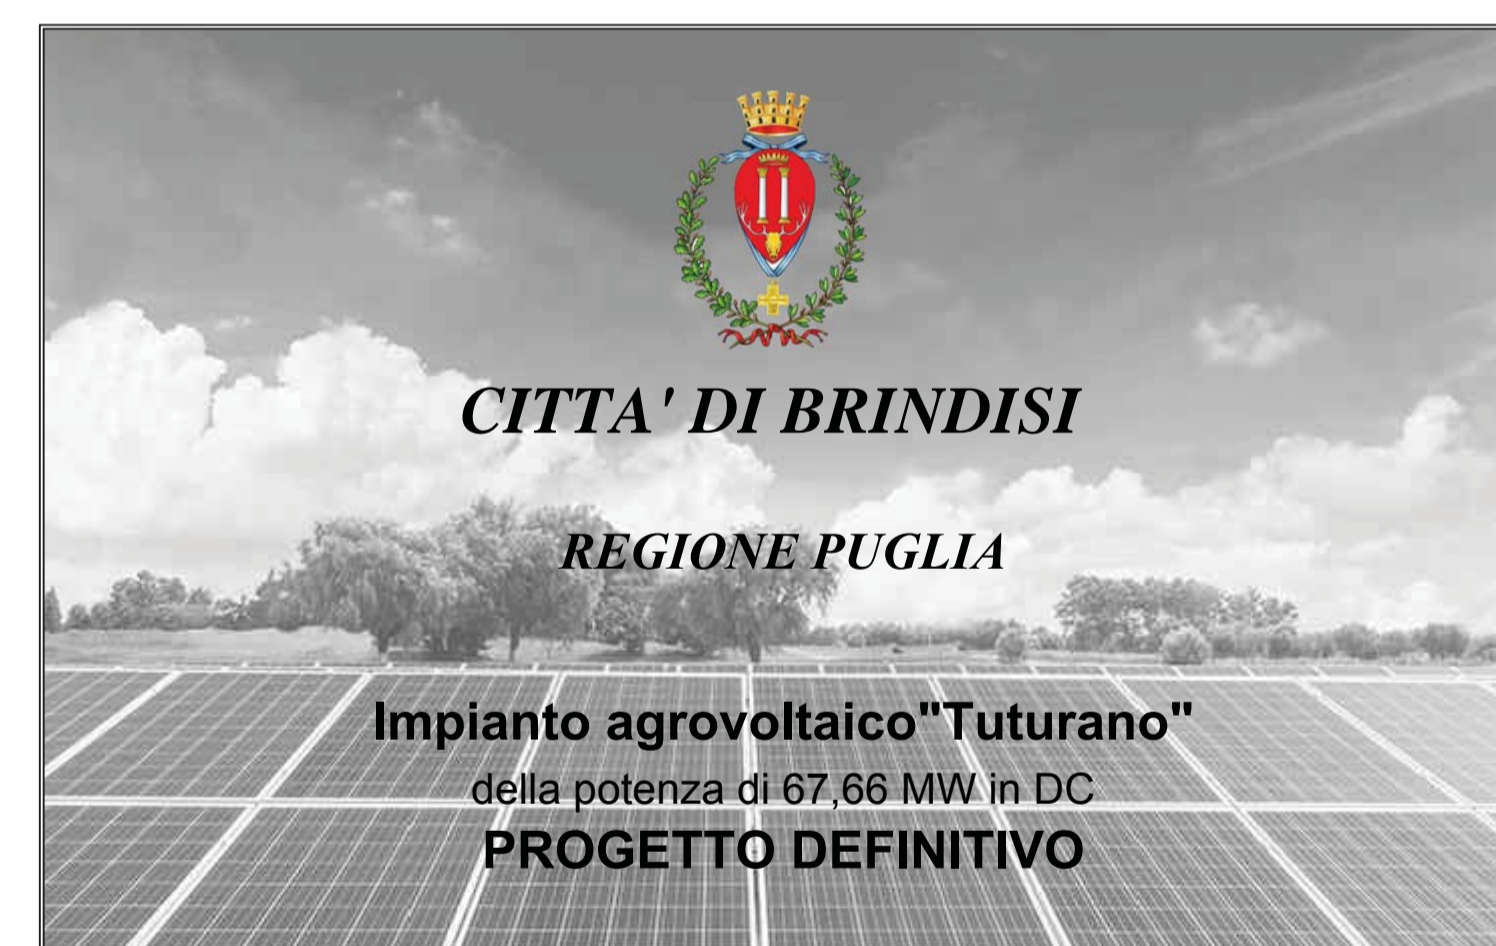 CITTA' DI BRINDISI
REGIONE PUGLIA
Impianto agrovoltaico"Tuturano"
della potenza di 67,66 MW in DC
PROGETTO DEFINITIVO